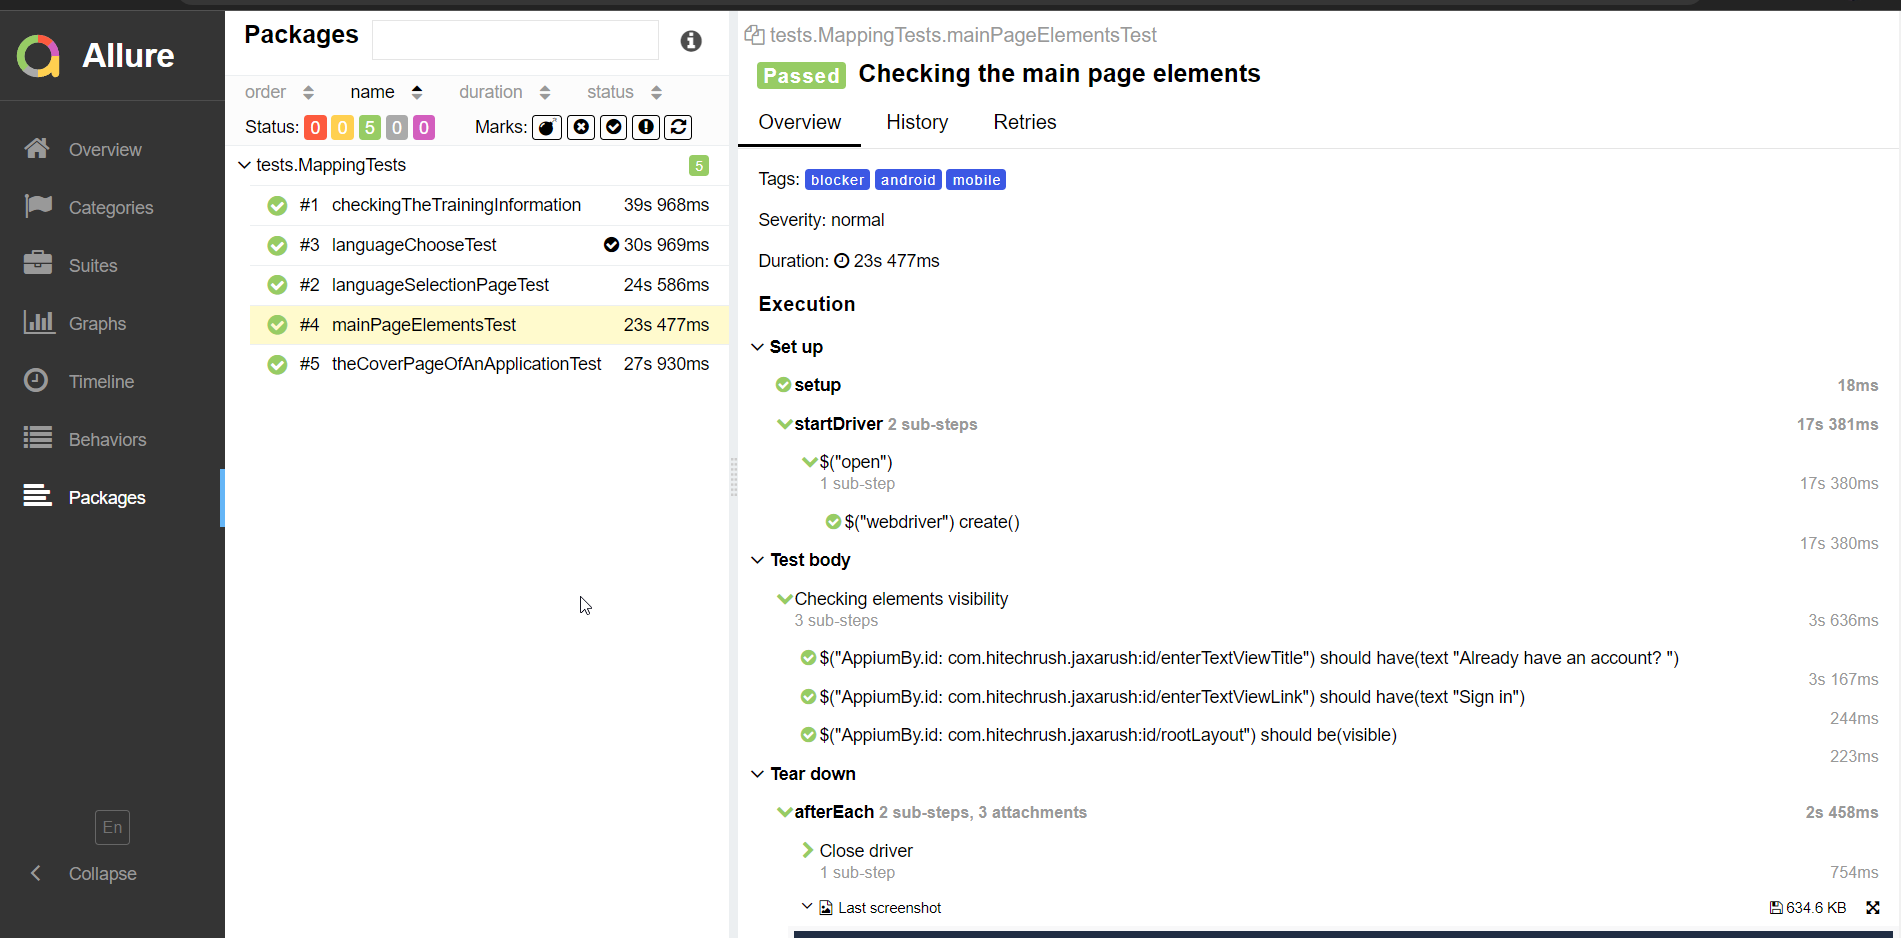 Allure
Overview
Categories
Suites
Graphs
Timeline
Behaviors
Packages
En
Collapse
Packages
order name duration status
Status: 0 0 5 0 0 Marks:
tests.MappingTests 5
#1 checkingTheTrainingInformation 39s 968ms
#3 languageChooseTest 30s 969ms
#2 languageSelectionPageTest 24s 586ms
#4 mainPageElementsTest 23s 477ms
#5 theCoverPageOfAnApplicationTest 27s 930ms
tests.MappingTests.mainPageElementsTest
Passed Checking the main page elements
Overview History Retries
Tags: blocker android mobile
Severity: normal
Duration: 23s 477ms
Execution
Set up
setup 18ms
startDriver 2 sub-steps 17s 381ms
$("open")
1 sub-step 17s 380ms
$("webdriver") create()
17s 380ms
Test body
Checking elements visibility
3 sub-steps 3s 636ms
$("AppiumBy.id: com.hitechrush.jaxarush:id/enterTextViewTitle") should have(text "Already have an account? ")
3s 167ms
$("AppiumBy.id: com.hitechrush.jaxarush:id/enterTextViewLink") should have(text "Sign in")
244ms
$("AppiumBy.id: com.hitechrush.jaxarush:id/rootLayout") should be(visible)
223ms
Tear down
afterEach 2 sub-steps, 3 attachments 2s 458ms
Close driver
1 sub-step 754ms
Last screenshot 634.6 KB